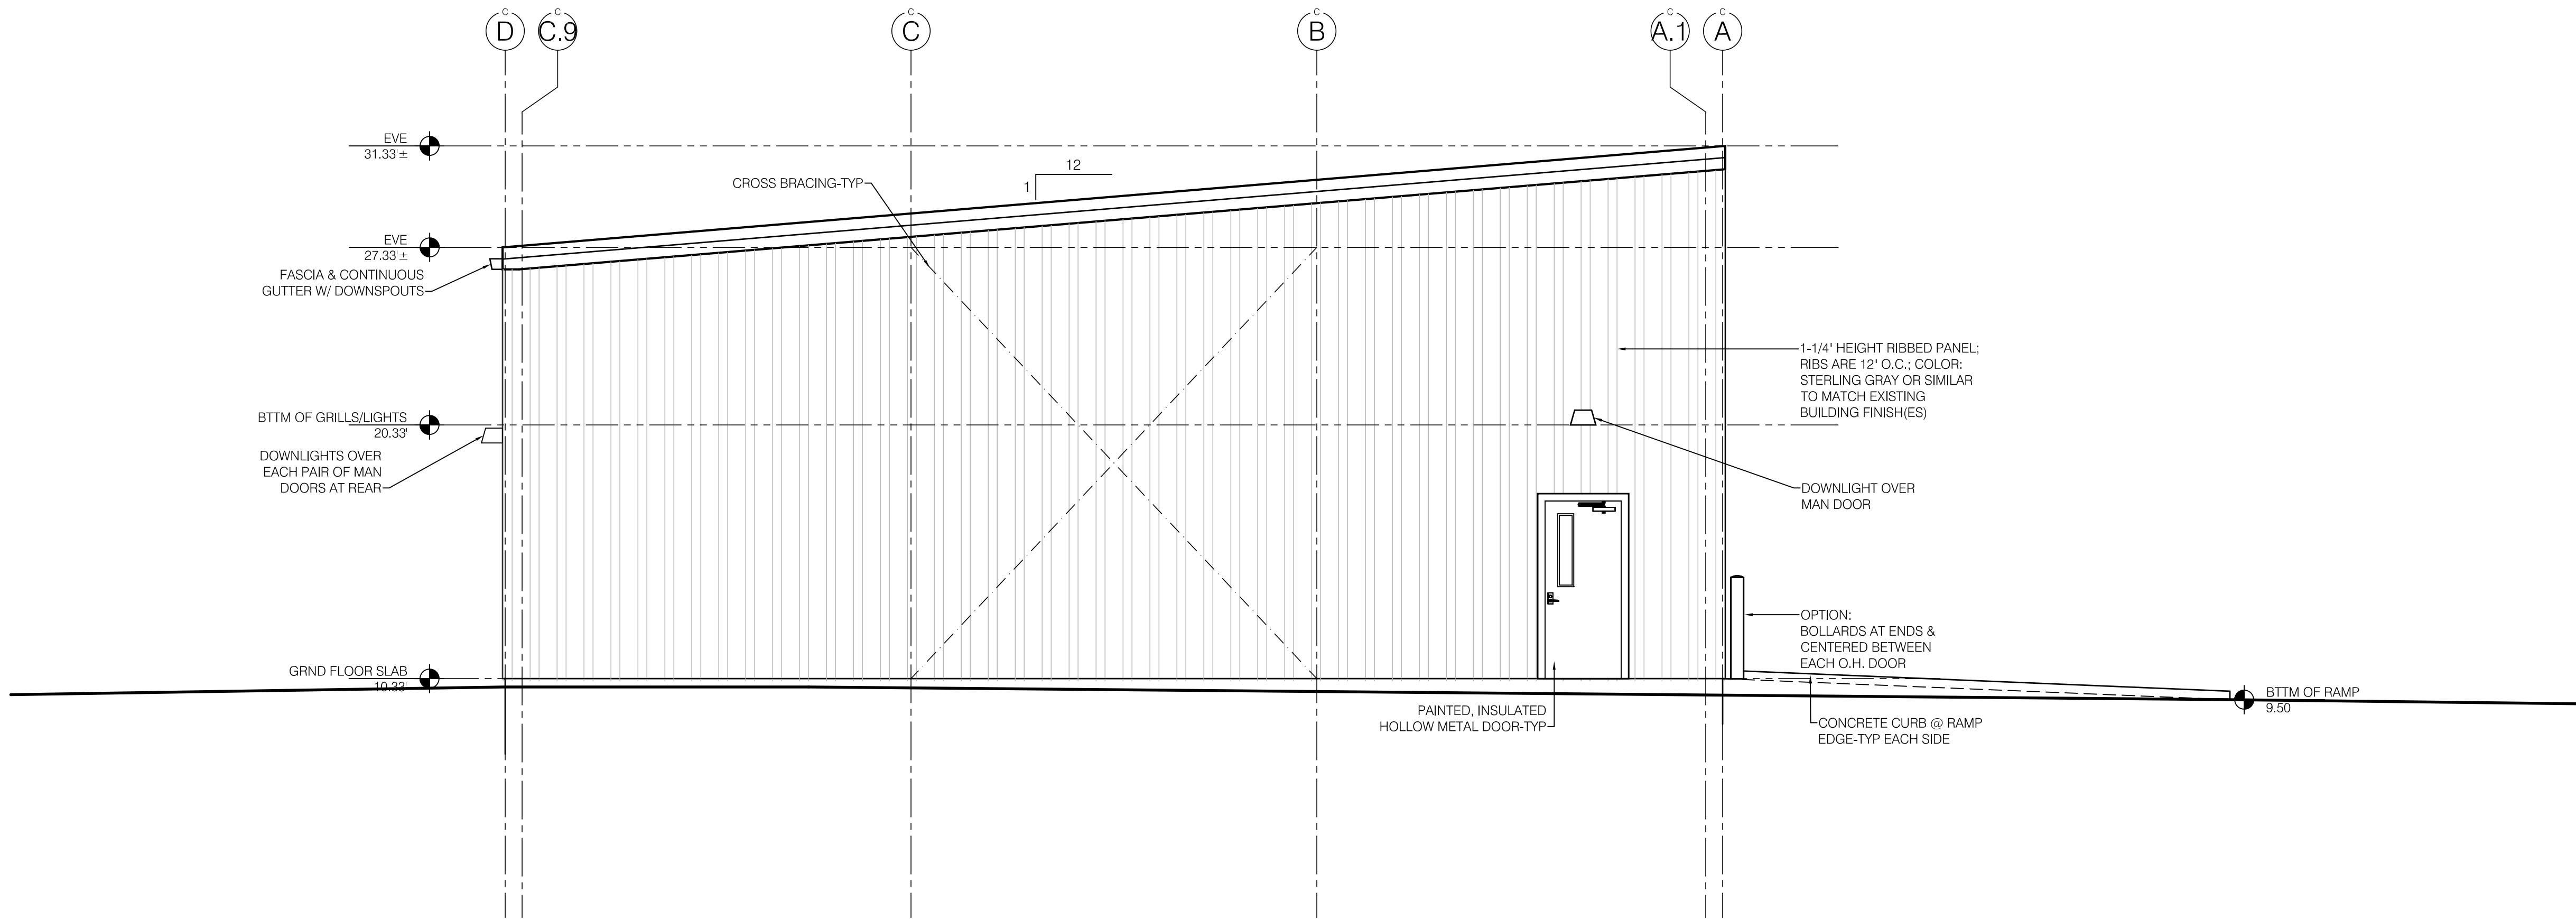 C C C C C C
D C.9 C B A.1 A
EVE
31.33'±
12
1
CROSS BRACING-TYP
EVE
27.33'±
FASCIA & CONTINUOUS
GUTTER W/ DOWNSPOUTS
1-1/4" HEIGHT RIBBED PANEL;
RIBS ARE 12" O.C.; COLOR:
STERLING GRAY OR SIMILAR
TO MATCH EXISTING
BUILDING FINISH(ES)
BTTM OF GRILLS/LIGHTS
20.33'
DOWNLIGHTS OVER
EACH PAIR OF MAN
DOORS AT REAR
DOWNLIGHT OVER
MAN DOOR
OPTION:
BOLLARDS AT ENDS &
CENTERED BETWEEN
EACH O.H. DOOR
GRND FLOOR SLAB
10.33'
BTTM OF RAMP
9.50
PAINTED, INSULATED
HOLLOW METAL DOOR-TYP
CONCRETE CURB @ RAMP
EDGE-TYP EACH SIDE